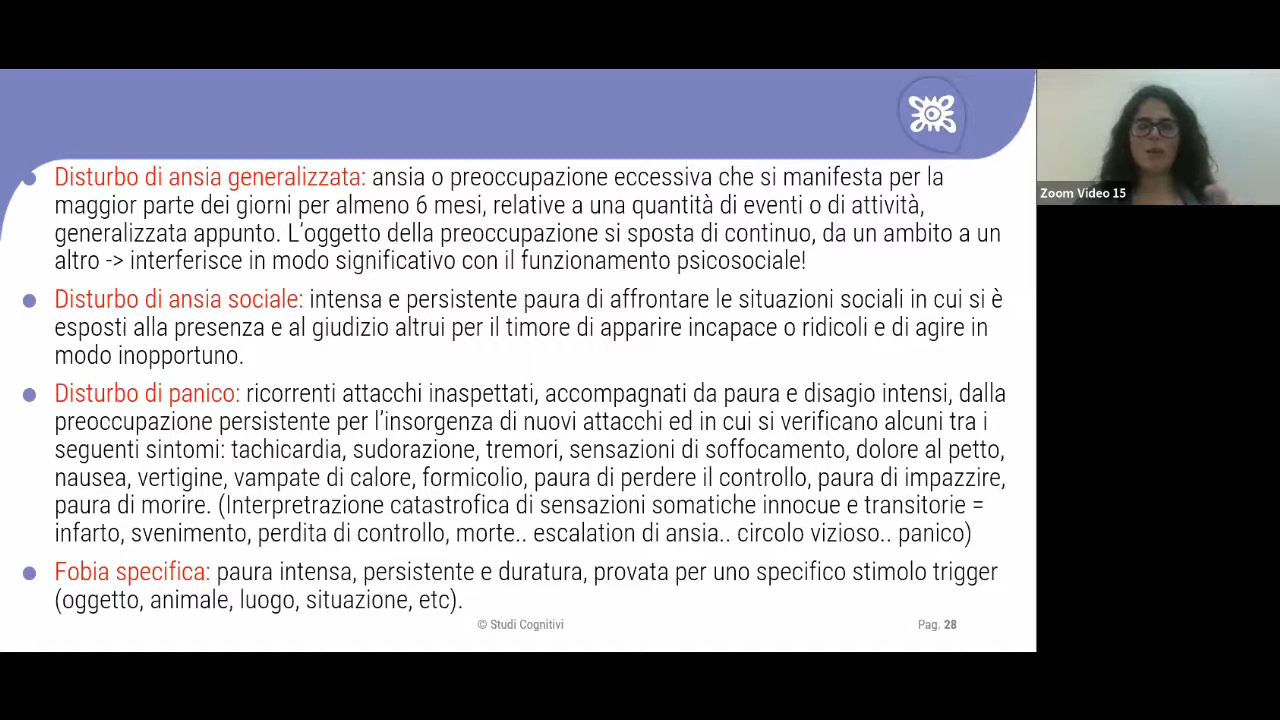 Disturbo di ansia generalizzata: ansia o preoccupazione eccessiva che si manifesta per la
maggior parte dei giorni per almeno 6 mesi, relative a una quantità di eventi o di attività,
generalizzata appunto. L'oggetto della preoccupazione si sposta di continuo, da un ambito a un
altro -> interferisce in modo significativo con il funzionamento psicosociale!
Disturbo di ansia sociale: intensa e persistente paura di affrontare le situazioni sociali in cui si è
esposti alla presenza e al giudizio altrui per il timore di apparire incapace o ridicoli e di agire in
modo inopportuno.
Disturbo di panico: ricorrenti attacchi inaspettati, accompagnati da paura e disagio intensi, dalla
preoccupazione persistente per l'insorgenza di nuovi attacchi ed in cui si verificano alcuni tra i
seguenti sintomi: tachicardia, sudorazione, tremori, sensazioni di soffocamento, dolore al petto,
nausea, vertigine, vampate di calore, formicolio, paura di perdere il controllo, paura di impazzire,
paura di morire. (Interpretazione catastrofica di sensazioni somatiche innocue e transitorie =
infarto, svenimento, perdita di controllo, morte.. escalation di ansia.. circolo vizioso.. panico)
Fobia specifica: paura intensa, persistente e duratura, provata per uno specifico stimolo trigger
(oggetto, animale, luogo, situazione, etc).
© Studi Cognitivi
Pag. 28
Zoom Video 15